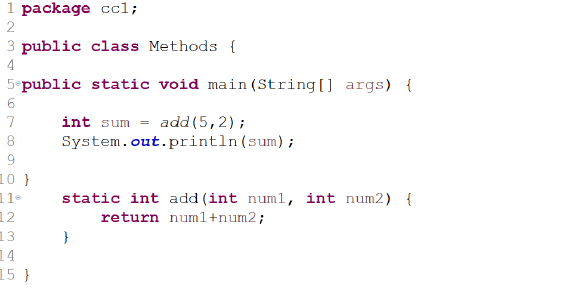 1 package cc1;
2
3 public class Methods {
4
5 public static void main(String[] args) {
6
7     int sum = add(5,2);
8     System.out.println(sum);
9
10 }
11     static int add(int num1, int num2) {
12         return num1+num2;
13     }
14
15 }